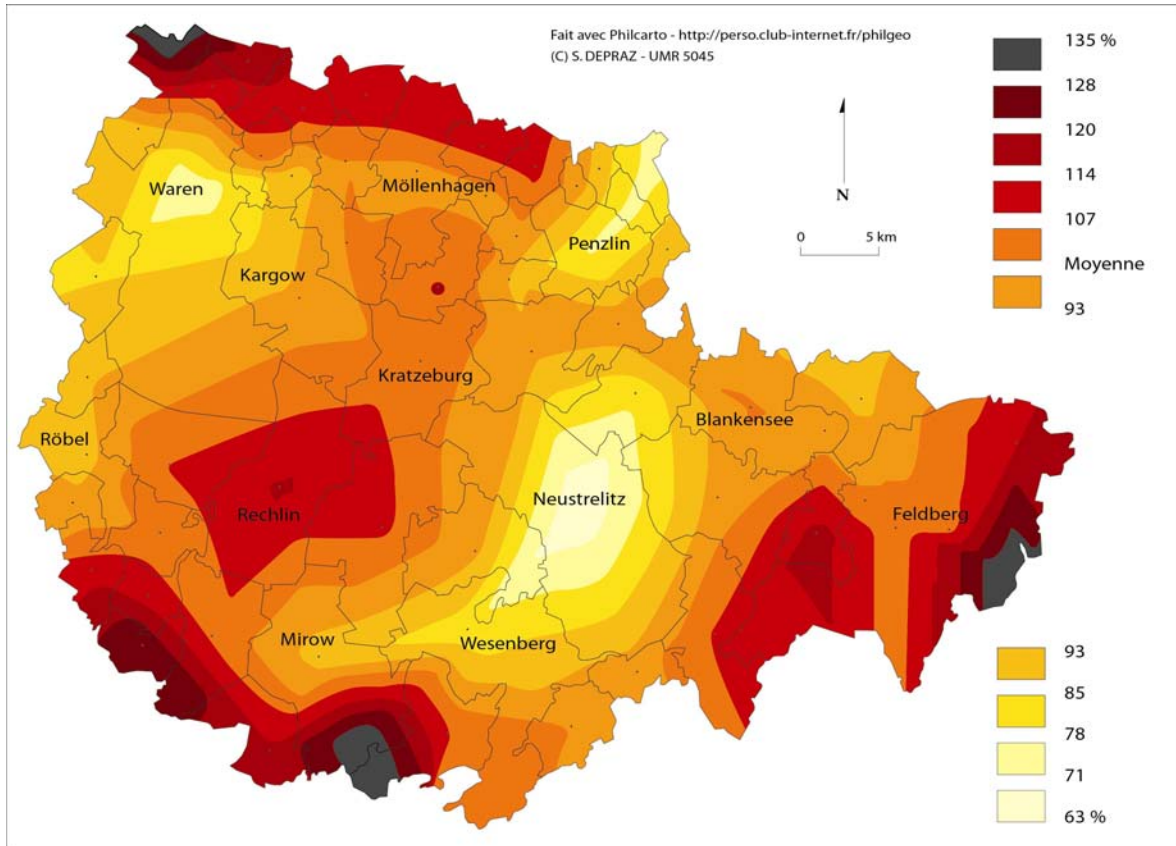 Fait avec Philcarto - http://perso.club-internet.fr/philgeo
(C) S. DEPRAZ - UMR 5045
135 %
128
120
114
107
Moyenne
93
N
0 5 km
Waren
Möllenhagen
Penzlin
Kargow
Kratzeburg
Röbel
Blankensee
Rechlin
Neustrelitz
Feldberg
Mirow
Wesenberg
93
85
78
71
63 %